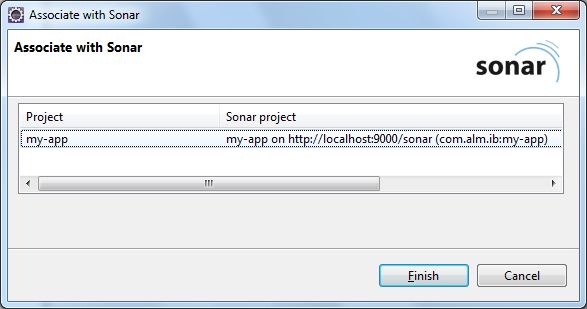 Associate with Sonar
Associate with Sonar
sonar
Project Sonar project
my-app my-app on http://localhost:9000/sonar (com.alm.ib:my-app)
Finish Cancel